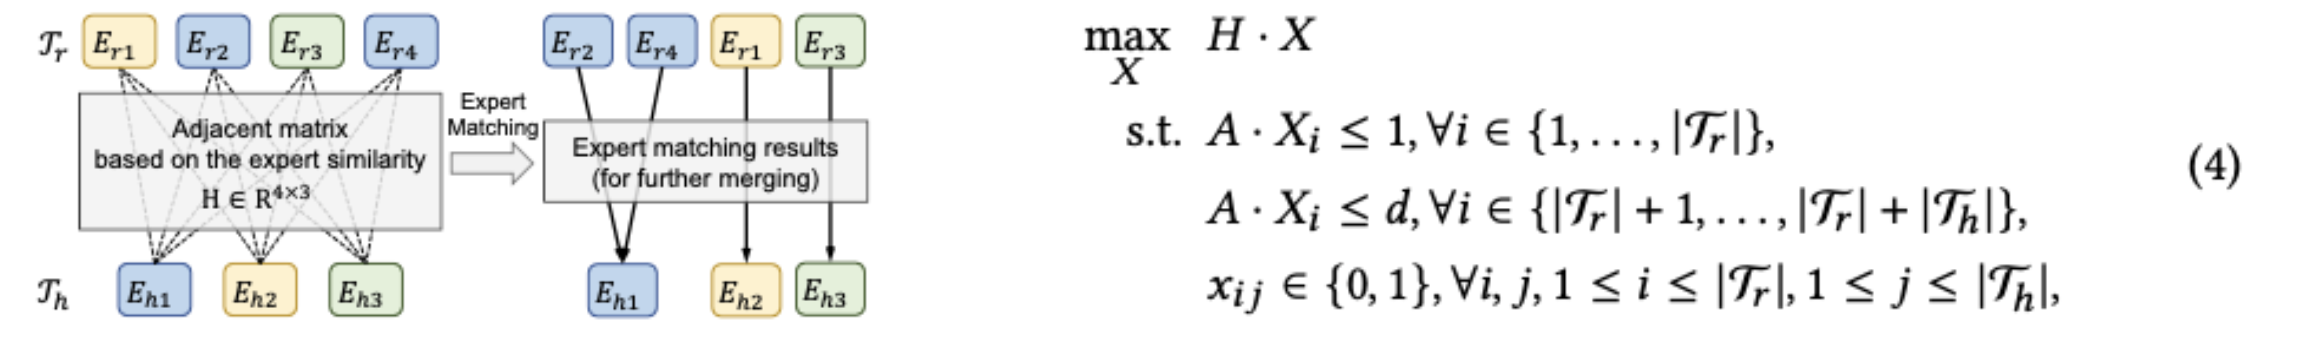 𝒯r Er1 Er2 Er3 Er4
Adjacent matrix
based on the expert similarity
H ∈ R^{4×3}
𝒯h Eh1 Eh2 Eh3
Expert
Matching
Er2 Er4 Er1 Er3
Expert matching results
(for further merging)
Eh1 Eh2 Eh3
max H · X
X
s.t. A · Xi ≤ 1, ∀i ∈ {1, . . . , |𝒯r|},
A · Xi ≤ d, ∀i ∈ {|𝒯r| + 1, . . . , |𝒯r| + |𝒯h|},
(4)
xij ∈ {0, 1}, ∀i, j, 1 ≤ i ≤ |𝒯r|, 1 ≤ j ≤ |𝒯h|,